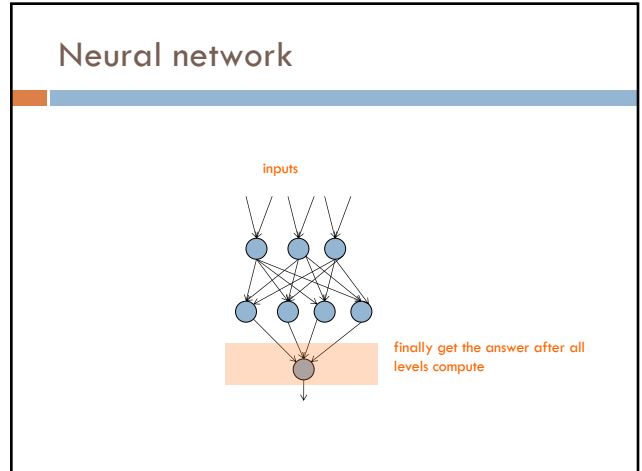 Neural network
inputs
finally get the answer after all
levels compute